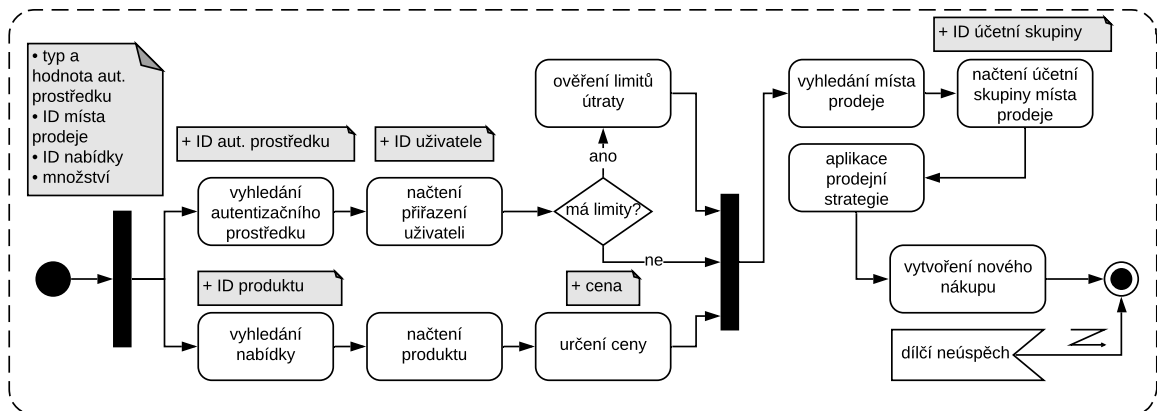 • typ a
hodnota aut.
prostředku
• ID místa
prodeje
• ID nabídky
• množství
+ ID aut. prostředku
+ ID uživatele
vyhledání
autentizačního
prostředku
načtení
přiřazení
uživateli
má limity?
ano
ne
ověření limitů
útraty
+ ID produktu
vyhledání
nabídky
načtení
produktu
+ cena
určení ceny
vyhledání místa
prodeje
+ ID účetní skupiny
načtení účetní
skupiny místa
prodeje
aplikace
prodejní
strategie
vytvoření nového
nákupu
dílčí neúspěch